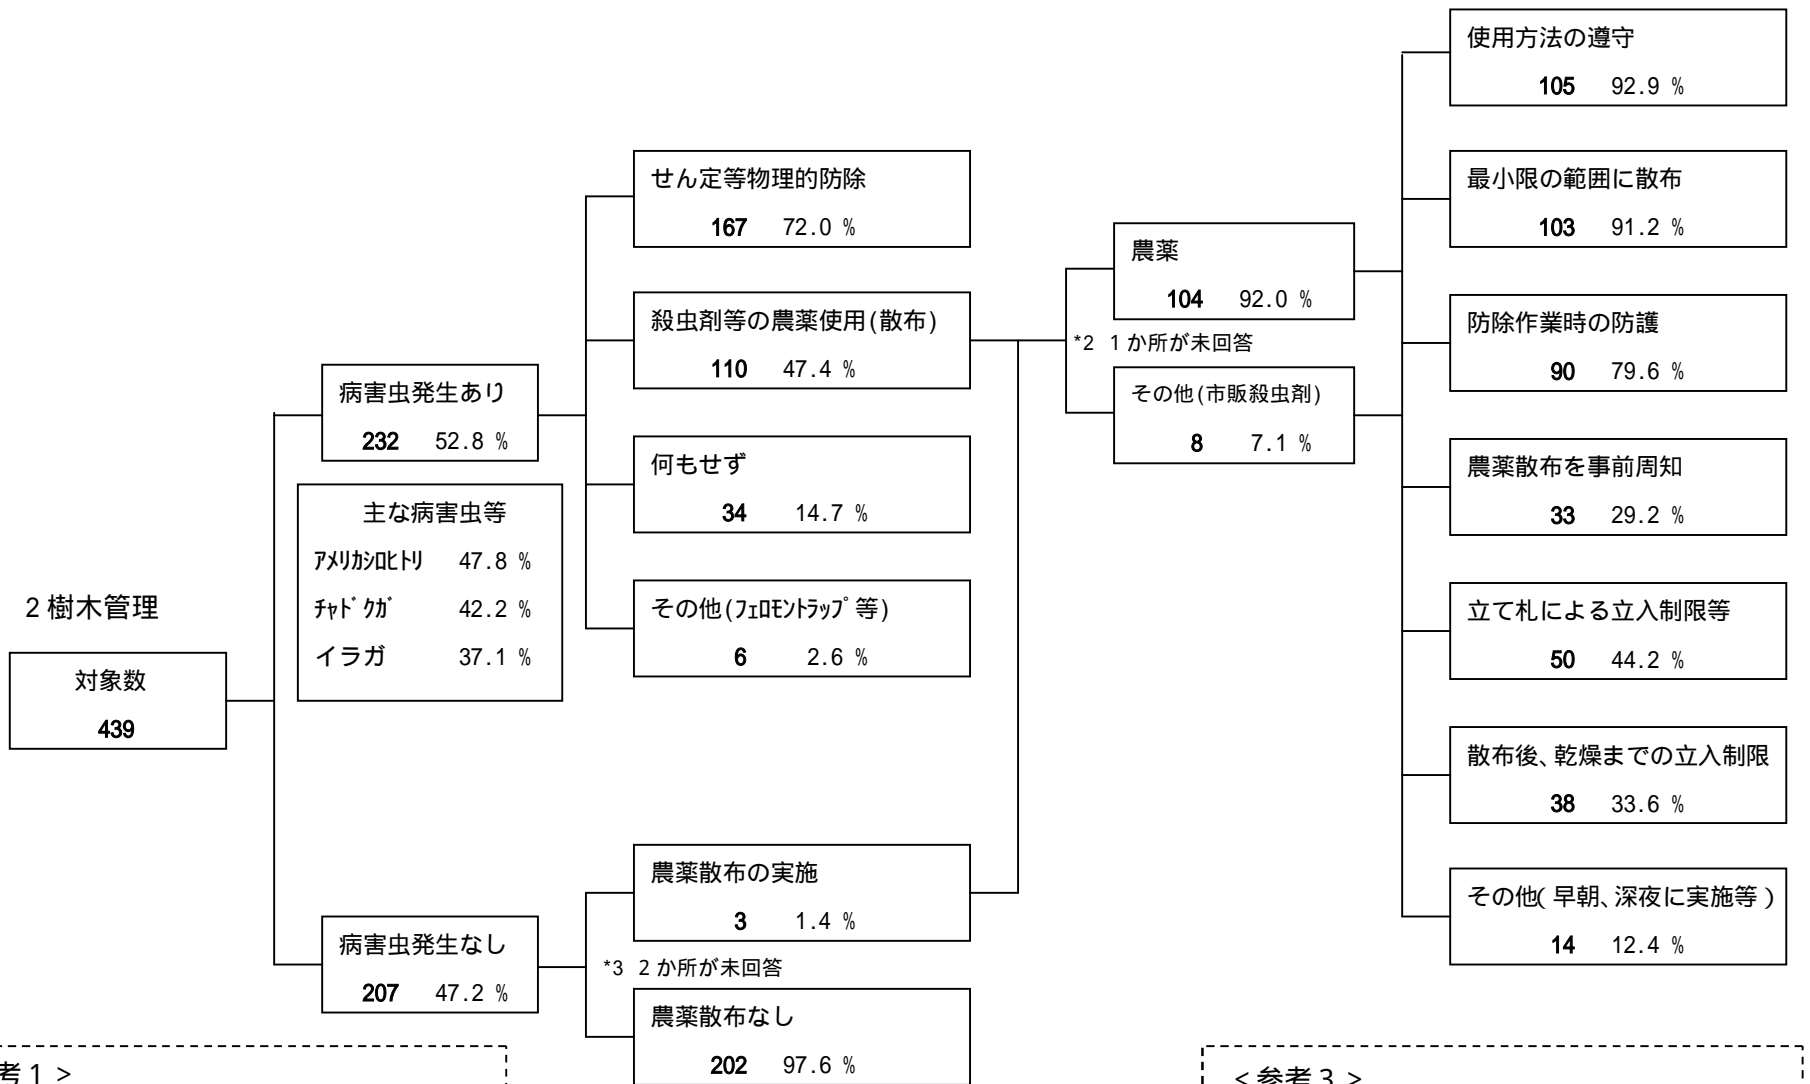 2 樹木管理
対象数
439
病害虫発生あり
232 52.8 %
主な病害虫等
アメリカシロヒトリ 47.8 %
チャドクガ 42.2 %
イラガ 37.1 %
病害虫発生なし
207 47.2 %
せん定等物理的防除
167 72.0 %
殺虫剤等の農薬使用(散布)
110 47.4 %
何もせず
34 14.7 %
その他(フェロモントラップ等)
6 2.6 %
農薬散布の実施
3 1.4 %
*3 2か所が未回答
農薬散布なし
202 97.6 %
農薬
104 92.0 %
*2 1か所が未回答
その他(市販殺虫剤)
8 7.1 %
使用方法の遵守
105 92.9 %
最小限の範囲に散布
103 91.2 %
防除作業時の防護
90 79.6 %
農薬散布を事前周知
33 29.2 %
立て札による立入制限等
50 44.2 %
散布後、乾燥までの立入制限
38 33.6 %
その他(早朝、深夜に実施等)
14 12.4 %
考1>
<参考3>